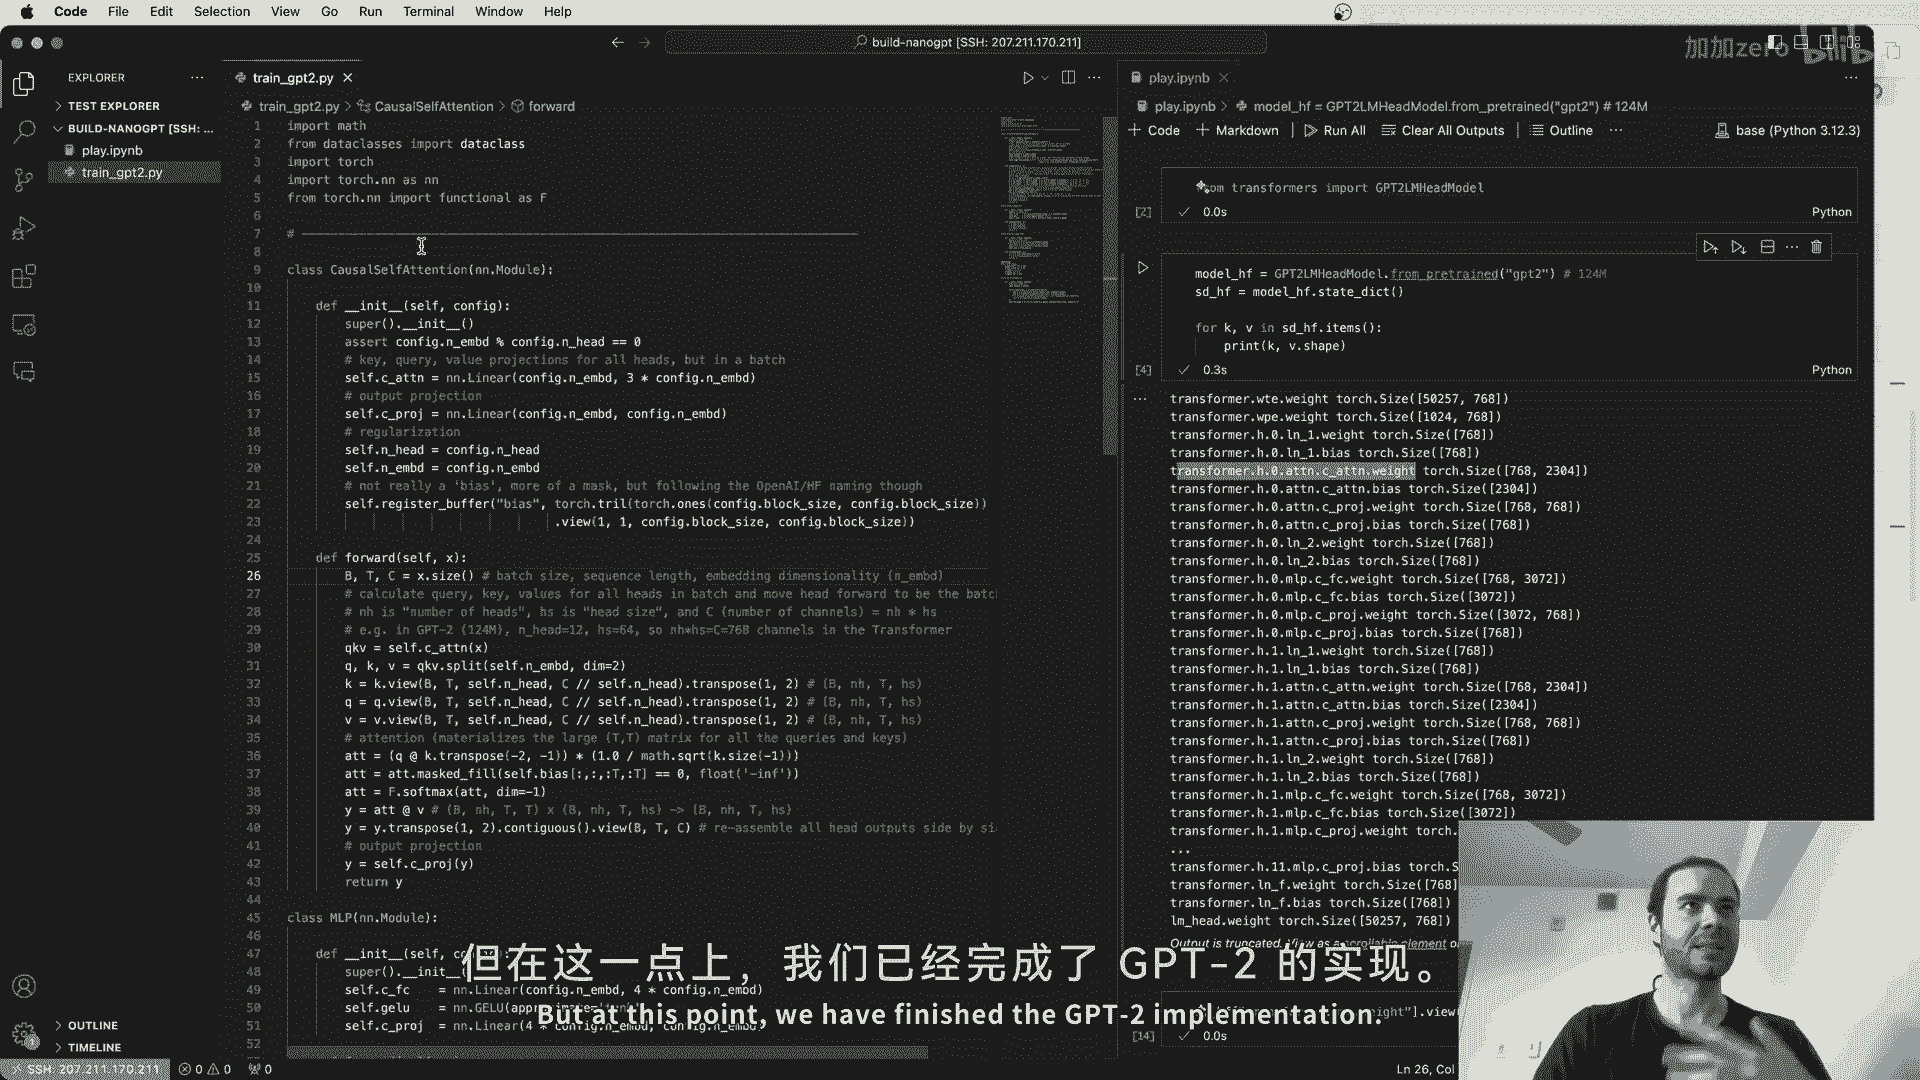 Code File Edit Selection View Go Run Terminal Window Help
build-nanogpt [SSH: 207.211.170.211]
加加zero bilib
EXPLORER
TEST EXPLORER
BUILD-NANOGPT [SSH: ...
play.ipynb
train_gpt2.py
OUTLINE
TIMELINE
train_gpt2.py
train_gpt2.py > CausalSelfAttention > forward
1 import math
2 from dataclasses import dataclass
3 import torch
4 import torch.nn as nn
5 from torch.nn import functional as F
6
7 # -----------------------------------------------------------------------------
8
9 class CausalSelfAttention(nn.Module):
10
11 def __init__(self, config):
12 super().__init__()
13 assert config.n_embd % config.n_head == 0
14 # key, query, value projections for all heads, but in a batch
15 self.c_attn = nn.Linear(config.n_embd, 3 * config.n_embd)
16 # output projection
17 self.c_proj = nn.Linear(config.n_embd, config.n_embd)
18 # regularization
19 self.n_head = config.n_head
20 self.n_embd = config.n_embd
21 # not really a 'bias', more of a mask, but following the OpenAI/HF naming though
22 self.register_buffer("bias", torch.tril(torch.ones(config.block_size, config.block_size))
23 .view(1, 1, config.block_size, config.block_size))
24
25 def forward(self, x):
26 B, T, C = x.size() # batch size, sequence length, embedding dimensionality (n_embd)
27 # calculate query, key, values for all heads in batch and move head forward to be the batc
28 # nh is "number of heads", hs is "head size", and C (number of channels) = nh * hs
29 # e.g. in GPT-2 (124M), n_head=12, hs=64, so nh*hs=C=768 channels in the Transformer
30 qkv = self.c_attn(x)
31 q, k, v = qkv.split(self.n_embd, dim=2)
32 k = k.view(B, T, self.n_head, C // self.n_head).transpose(1, 2) # (B, nh, T, hs)
33 q = q.view(B, T, self.n_head, C // self.n_head).transpose(1, 2) # (B, nh, T, hs)
34 v = v.view(B, T, self.n_head, C // self.n_head).transpose(1, 2) # (B, nh, T, hs)
35 # attention (materializes the large (T,T) matrix for all the queries and keys)
36 att = (q @ k.transpose(-2, -1)) * (1.0 / math.sqrt(k.size(-1)))
37 att = att.masked_fill(self.bias[:,:,:T,:T] == 0, float('-inf'))
38 att = F.softmax(att, dim=-1)
39 y = att @ v # (B, nh, T, T) x (B, nh, T, hs) -> (B, nh, T, hs)
40 y = y.transpose(1, 2).contiguous().view(B, T, C) # re-assemble all head outputs side by si
41 # output projection
42 y = self.c_proj(y)
43 return y
44
45 class MLP(nn.Module):
46
47 def __init__(self,
48 super().__init
49 self.c_fc = nn.Linear(config.n_embd, 4 * config.n_embd)
50 self.gelu = nn.GELU(
51 self.c_proj = nn.Linear(4 * config.n_embd, config.n_embd)
52
play.ipynb
play.ipynb > model_hf = GPT2LMHeadModel.from_pretrained("gpt2") # 124M
Code Markdown Run All Clear All Outputs Outline base (Python 3.12.3)
om transformers import GPT2LMHeadModel
[2] 0.0s Python
model_hf = GPT2LMHeadModel.from_pretrained("gpt2") # 124M
sd_hf = model_hf.state_dict()
for k, v in sd_hf.items():
print(k, v.shape)
[4] 0.3s Python
transformer.wte.weight torch.Size([50257, 768])
transformer.wpe.weight torch.Size([1024, 768])
transformer.h.0.ln_1.weight torch.Size([768])
transformer.h.0.ln_1.bias torch.Size([768])
transformer.h.0.attn.c_attn.weight torch.Size([768, 2304])
transformer.h.0.attn.c_attn.bias torch.Size([2304])
transformer.h.0.attn.c_proj.weight torch.Size([768, 768])
transformer.h.0.attn.c_proj.bias torch.Size([768])
transformer.h.0.ln_2.weight torch.Size([768])
transformer.h.0.ln_2.bias torch.Size([768])
transformer.h.0.mlp.c_fc.weight torch.Size([768, 3072])
transformer.h.0.mlp.c_fc.bias torch.Size([3072])
transformer.h.0.mlp.c_proj.weight torch.Size([3072, 768])
transformer.h.0.mlp.c_proj.bias torch.Size([768])
transformer.h.1.ln_1.weight torch.Size([768])
transformer.h.1.ln_1.bias torch.Size([768])
transformer.h.1.attn.c_attn.weight torch.Size([768, 2304])
transformer.h.1.attn.c_attn.bias torch.Size([2304])
transformer.h.1.attn.c_proj.weight torch.Size([768, 768])
transformer.h.1.attn.c_proj.bias torch.Size([768])
transformer.h.1.ln_2.weight torch.Size([768])
transformer.h.1.ln_2.bias torch.Size([768])
transformer.h.1.mlp.c_fc.weight torch.Size([768, 3072])
transformer.h.1.mlp.c_fc.bias torch.Size([3072])
transformer.h.1.mlp.c_proj.weight torch.
...
transformer.h.11.mlp.c_proj.bias torch.S
transformer.ln_f.weight torch.Size([768]
transformer.ln_f.bias torch.Size([768])
lm_head.weight torch.Size([50257, 768])
Output is truncated. View as a scrollable element o
[14] 0.0s
但在这一点上，我们已经完成了 GPT-2 的实现。
But at this point, we have finished the GPT-2 implementation.
SSH: 207.211.170.211 0 0 0 Ln 26, Col